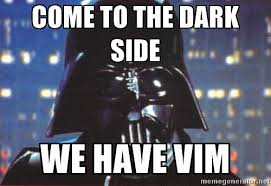 COME TO THE DARK
SIDE
WE HAVE VIM
memegenerator.net